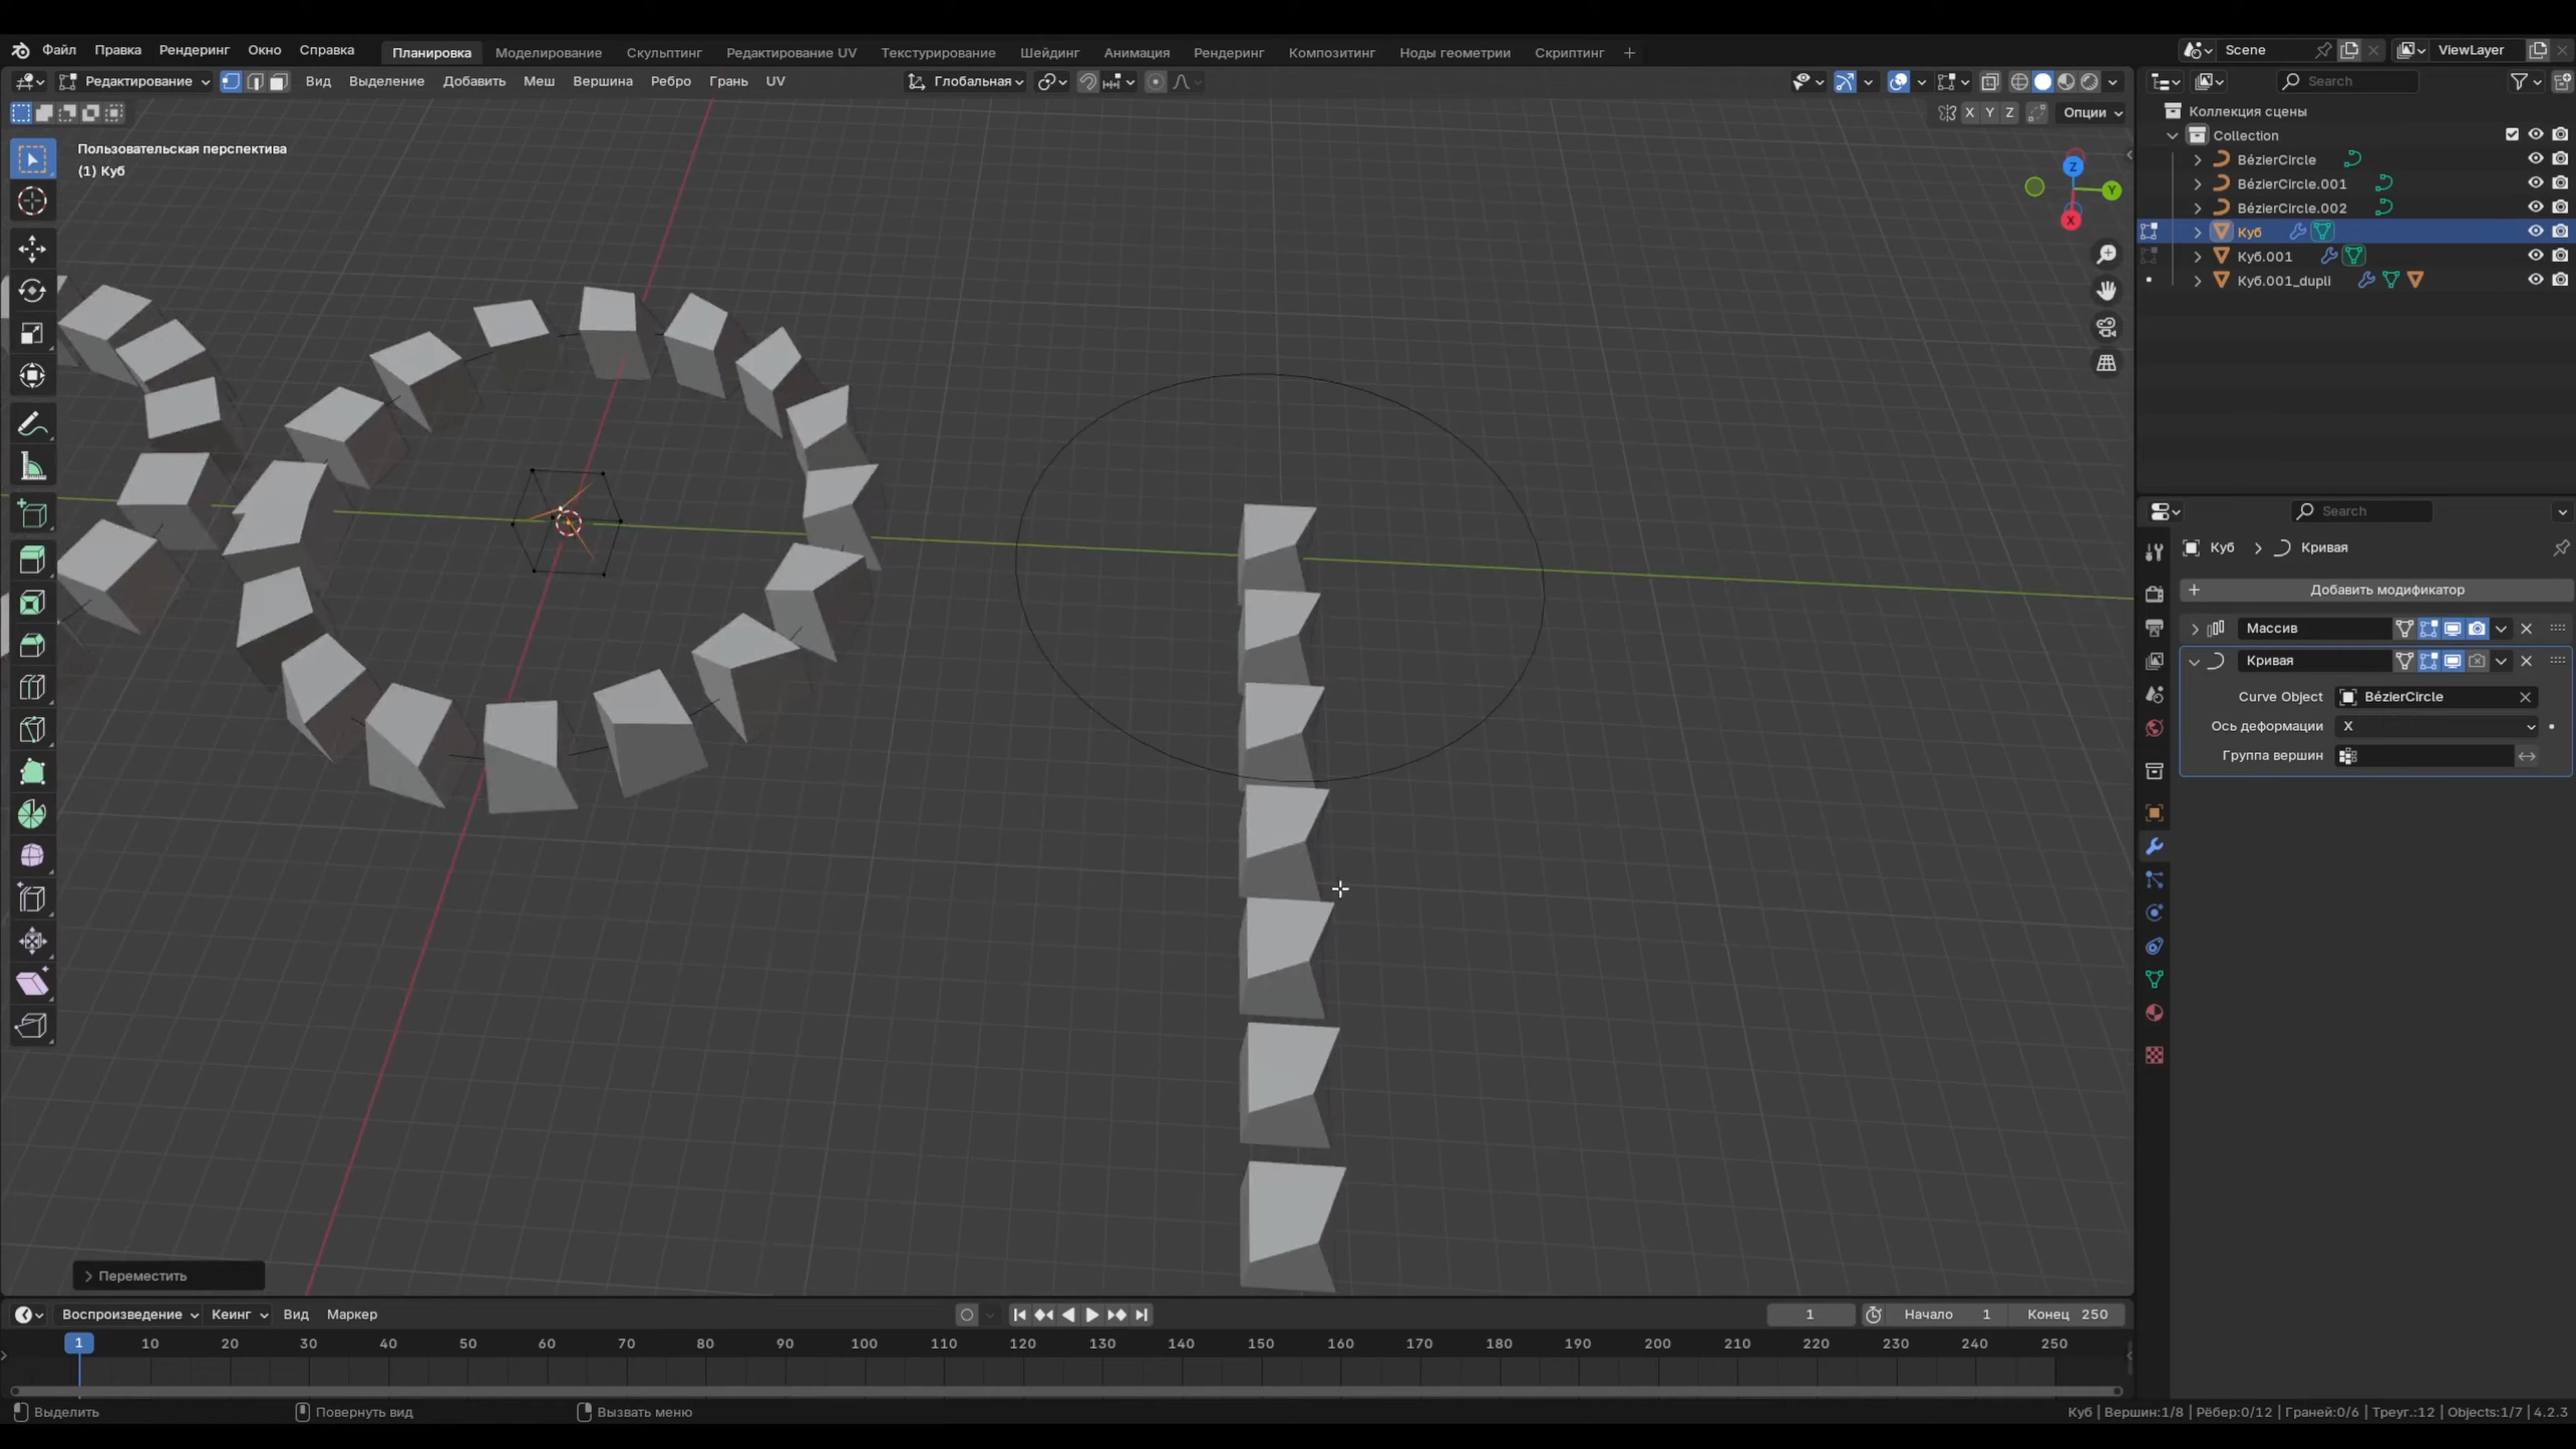 Файл Правка Рендеринг Окно Справка Планировка Моделирование Скульптинг Редактирование UV Текстурирование Шейдинг Анимация Рендеринг Композитинг Ноды геометрии Скриптинг Scene ViewLayer
Редактирование Вид Выделение Добавить Меш Вершина Ребро Грань UV Глобальная Search
X Y Z Опции
Коллекция сцены
Collection
Пользовательская перспектива
(1) Куб
BézierCircle
BézierCircle.001
BézierCircle.002
Куб
Куб.001
Куб.001_dupli
Z
Y
X
Search
Куб Кривая
Добавить модификатор
Массив
Кривая
Curve Object BézierCircle
Ось деформации X
Группа вершин
Переместить
Воспроизведение Кеинг Вид Маркер 1 Начало 1 Конец 250
1 10 20 30 40 50 60 70 80 90 100 110 120 130 140 150 160 170 180 190 200 210 220 230 240 250
Выделить Повернуть вид Вызвать меню Куб | Вершин:1/8 | Рёбер:0/12 | Граней:0/6 | Треуг.:12 | Objects:1/7 | 4.2.3